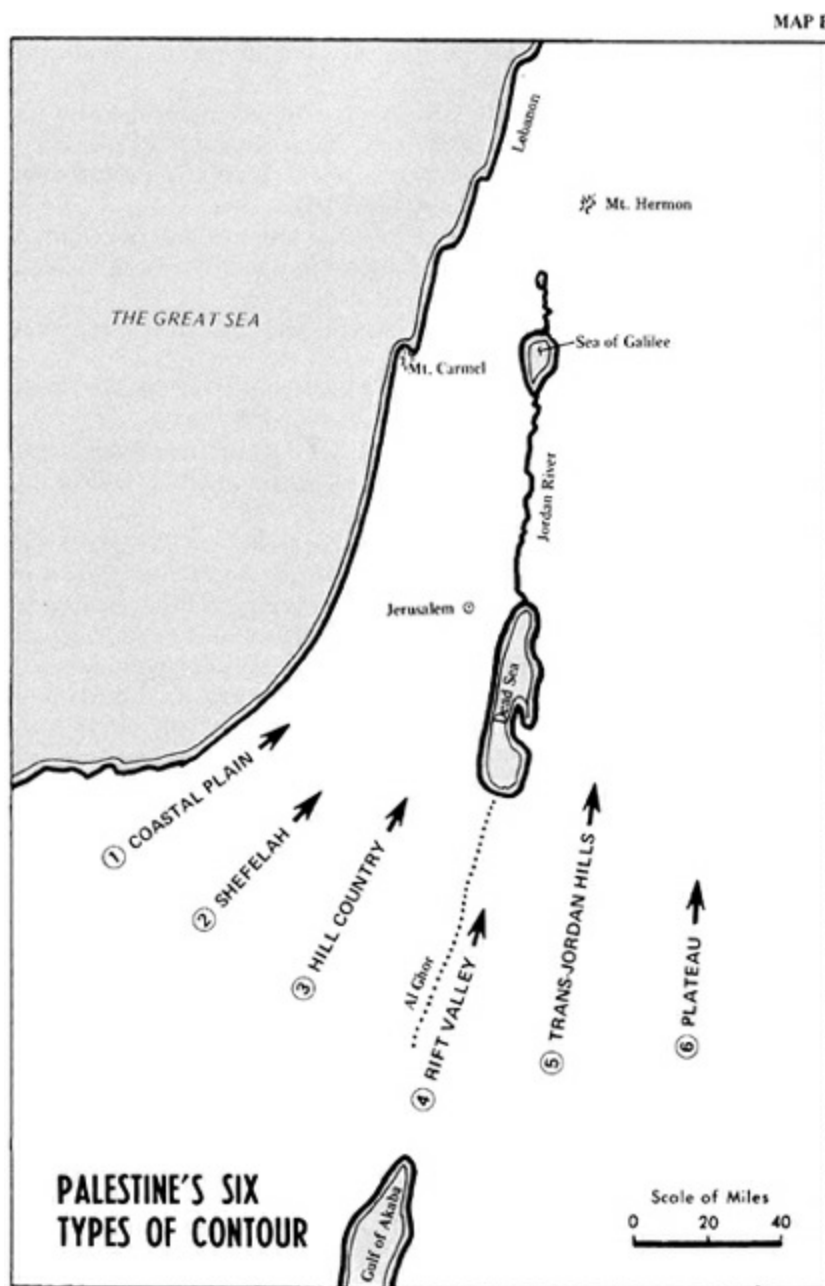 MAP B
Lebanon
Mt. Hermon
THE GREAT SEA
Sea of Galilee
Mt. Carmel
Jordan River
Jerusalem
Dead Sea
1 COASTAL PLAIN
2 SHEFELAH
3 HILL COUNTRY
Al Ghor
4 RIFT VALLEY
5 TRANS-JORDAN HILLS
6 PLATEAU
PALESTINE'S SIX
TYPES OF CONTOUR
Gulf of Akaba
Scale of Miles
0 20 40